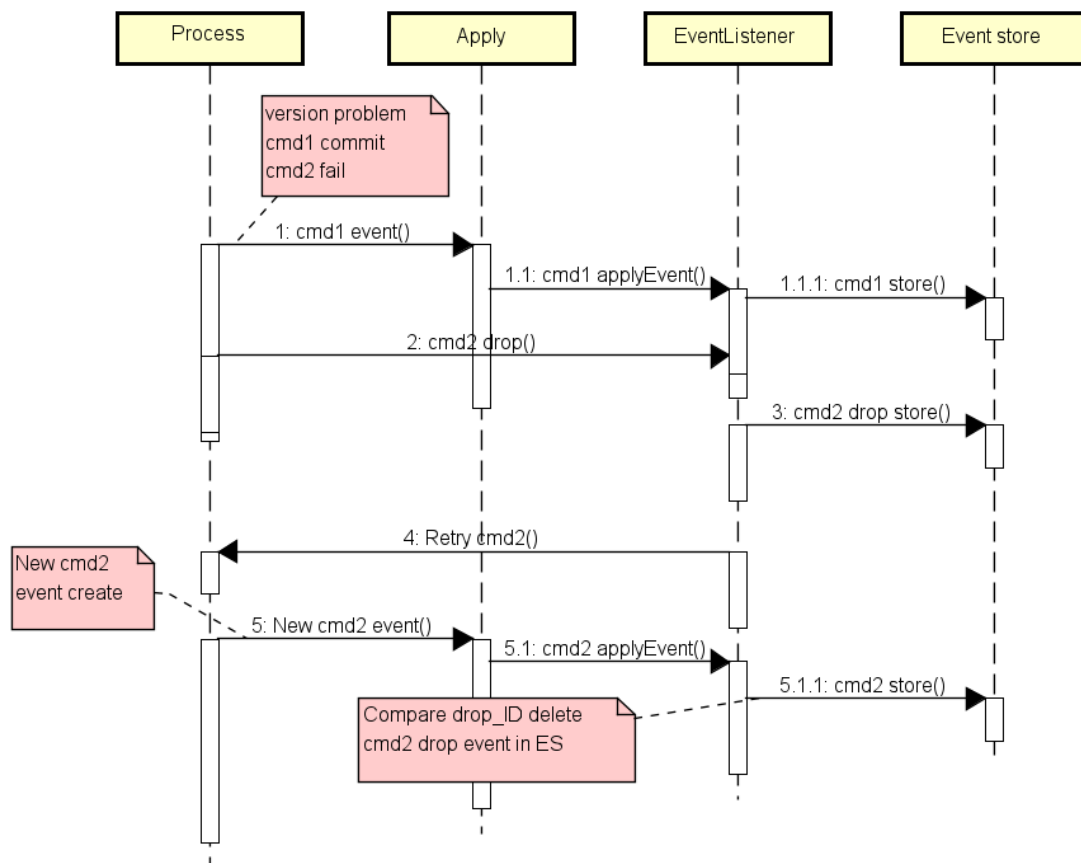 Process
Apply
EventListener
Event store
version problem
cmd1 commit
cmd2 fail
1: cmd1 event()
1.1: cmd1 applyEvent()
1.1.1: cmd1 store()
2: cmd2 drop()
3: cmd2 drop store()
4: Retry cmd2()
New cmd2
event create
5: New cmd2 event()
5.1: cmd2 applyEvent()
5.1.1: cmd2 store()
Compare drop_ID delete
cmd2 drop event in ES